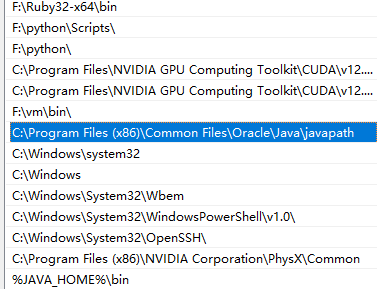 F:\Ruby32-x64\bin
F:\python\Scripts\
F:\python\
C:\Program Files\NVIDIA GPU Computing Toolkit\CUDA\v12....
C:\Program Files\NVIDIA GPU Computing Toolkit\CUDA\v12....
F:\vm\bin\
C:\Program Files (x86)\Common Files\Oracle\Java\javapath
C:\Windows\system32
C:\Windows
C:\Windows\System32\Wbem
C:\Windows\System32\WindowsPowerShell\v1.0\
C:\Windows\System32\OpenSSH\
C:\Program Files (x86)\NVIDIA Corporation\PhysX\Common
%JAVA_HOME%\bin